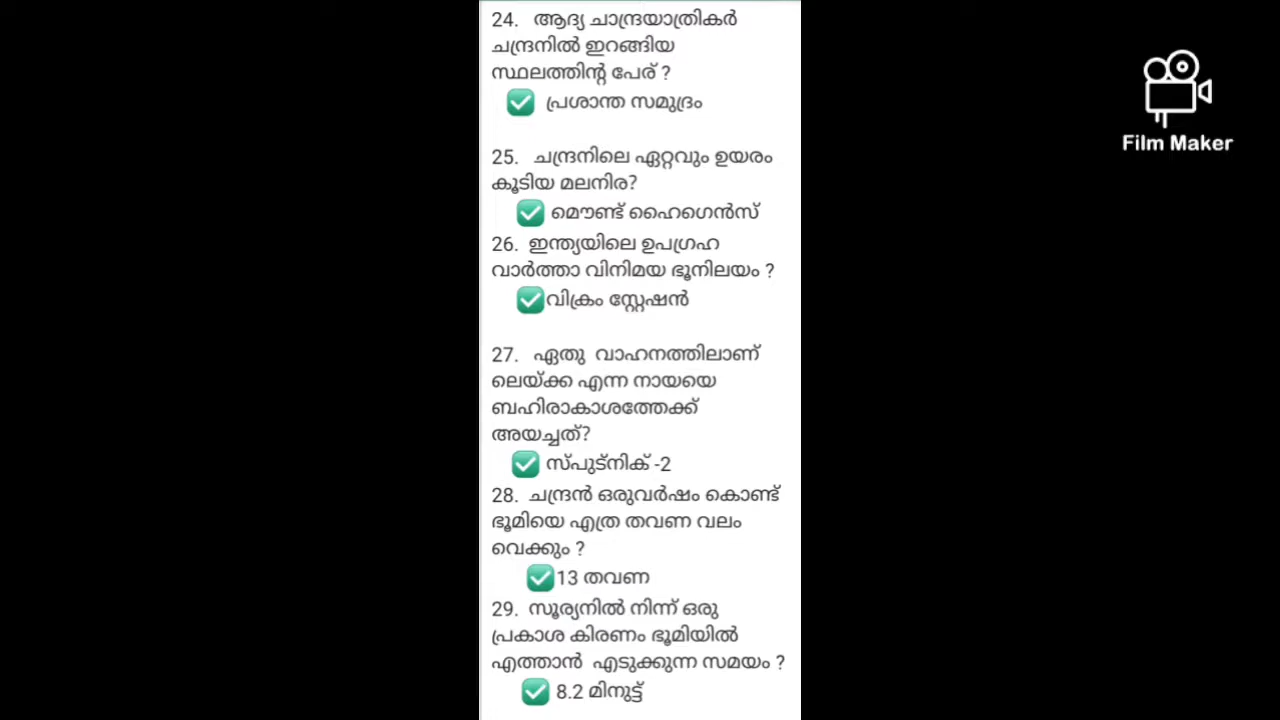 24. ആദ്യ ചാന്ദ്രയാത്രികർ
ചന്ദ്രനിൽ ഇറങ്ങിയ
സ്ഥലത്തിന്റ പേര് ?
✅ പ്രശാന്ത സമുദ്രം
25. ചന്ദ്രനിലെ ഏറ്റവും ഉയരം
കൂടിയ മലനിര?
✅ മൌണ്ട് ഹൈഗെൻസ്
26. ഇന്ത്യയിലെ ഉപഗ്രഹ
വാർത്താ വിനിമയ ഭൂനിലയം ?
✅വിക്രം സ്റ്റേഷൻ
27. ഏതു വാഹനത്തിലാണ്
ലെയ്ക്ക എന്ന നായയെ
ബഹിരാകാശത്തേക്ക്
അയച്ചത്?
✅ സ്പുട്നിക് -2
28. ചന്ദ്രൻ ഒരുവർഷം കൊണ്ട്
ഭൂമിയെ എത്ര തവണ വലം
വെക്കും ?
✅13 തവണ
29. സൂര്യനിൽ നിന്ന് ഒരു
പ്രകാശ കിരണം ഭൂമിയിൽ
എത്താൻ എടുക്കുന്ന സമയം ?
✅ 8.2 മിനുട്ട്
Film Maker